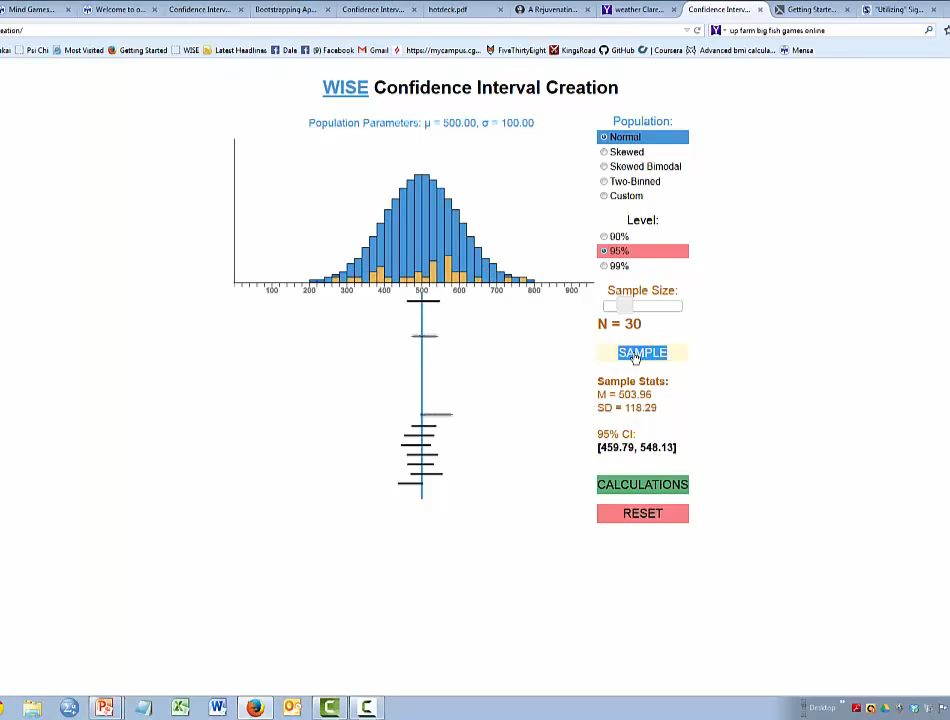 Mind Games... × Welcome to o... × Confidence Interv... × Bootstrapping Ap... × Confidence Interv... × hotdeck.pdf × A Rejuvenatin... × weather Clare... × Confidence Interv... × Getting Starte... × "Utilizing" Sig... ×
eation/ up farm big fish games online
kai Psi Chi Most Visited Getting Started WISE Latest Headlines Dale (9) Facebook Gmail https://mycampus.cg... FiveThirtyEight KingsRoad GitHub Coursera Advanced bmi calcula... Mensa
WISE Confidence Interval Creation
Population Parameters: μ = 500.00, σ = 100.00
Population:
Normal
Skewed
Skewed Bimodal
Two-Binned
Custom
Level:
90%
95%
99%
100 200 300 400 500 600 700 800 900
Sample Size:
N = 30
SAMPLE
Sample Stats:
M = 503.96
SD = 118.29
95% CI:
[459.79, 548.13]
CALCULATIONS
RESET
Desktop